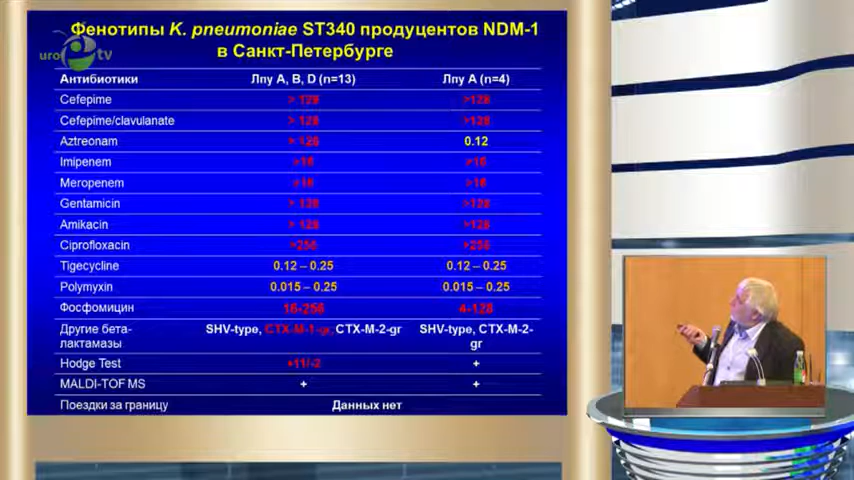 Фенотипы K. pneumoniae ST340 продуцентов NDM-1
в Санкт-Петербурге
uro tv
Антибиотики Лпу A, B, D (n=13) Лпу A (n=4)
Cefepime > 128 >128
Cefepime/clavulanate > 128 >128
Aztreonam > 128 0.12
Imipenem >16 >16
Meropenem >16 >16
Gentamicin > 128 >128
Amikacin > 128 >128
Ciprofloxacin >256 >256
Tigecycline 0.12 – 0.25 0.12 – 0.25
Polymyxin 0.015 – 0.25 0.015 – 0.25
Фосфомицин 16-256 4-128
Другие бета-
лактамазы SHV-type, CTX-M-1-gr, CTX-M-2-gr SHV-type, CTX-M-2-
gr
Hodge Test +11/-2 +
MALDI-TOF MS + +
Поездки за границу Данных нет